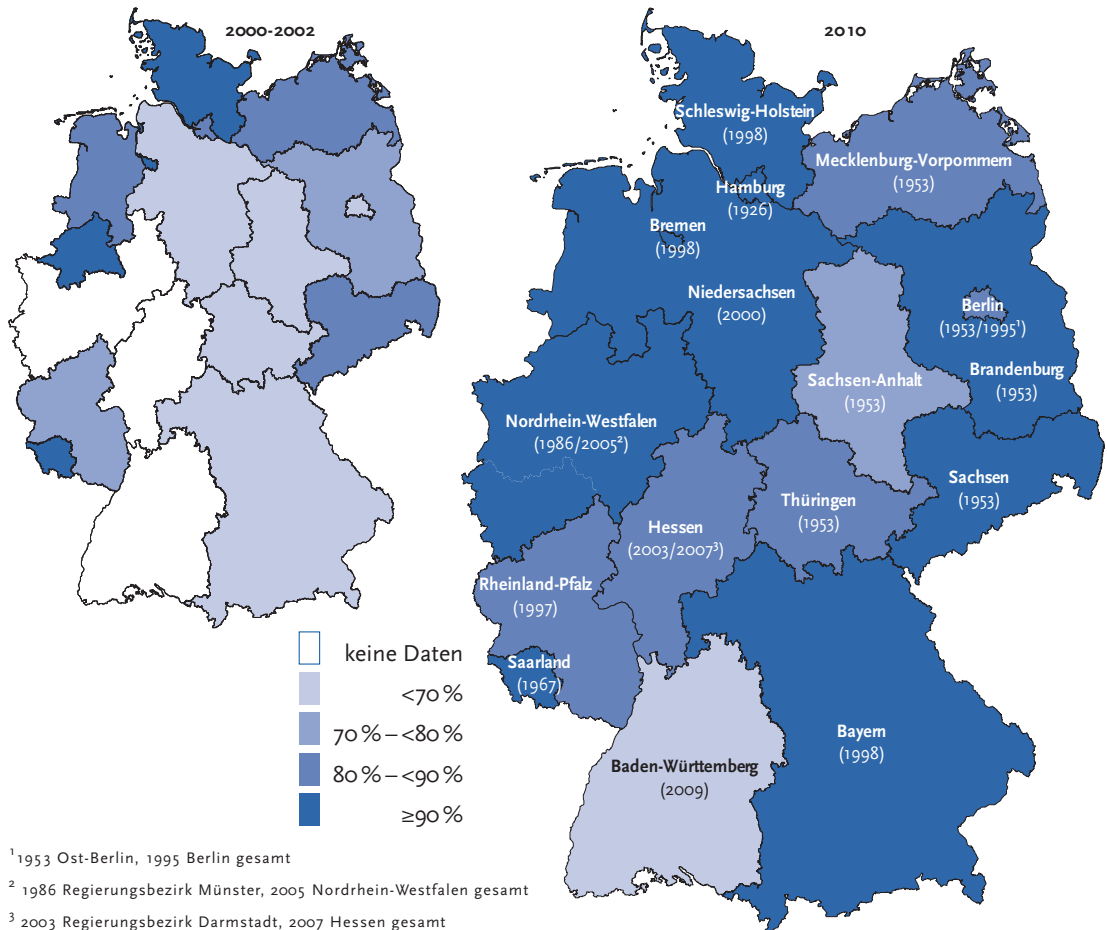 2000-2002
2010
Schleswig-Holstein
(1998)
Mecklenburg-Vorpommern
(1953)
Hamburg
(1926)
Bremen
(1998)
Niedersachsen
(2000)
Berlin
(1953/1995¹)
Brandenburg
(1953)
Sachsen-Anhalt
(1953)
Nordrhein-Westfalen
(1986/2005²)
Sachsen
(1953)
Thüringen
(1953)
Hessen
(2003/2007³)
Rheinland-Pfalz
(1997)
Saarland
(1967)
Bayern
(1998)
Baden-Württemberg
(2009)
keine Daten
<70 %
70 % – <80 %
80 % – <90 %
≥90 %
¹ 1953 Ost-Berlin, 1995 Berlin gesamt
² 1986 Regierungsbezirk Münster, 2005 Nordrhein-Westfalen gesamt
³ 2003 Regierungsbezirk Darmstadt, 2007 Hessen gesamt